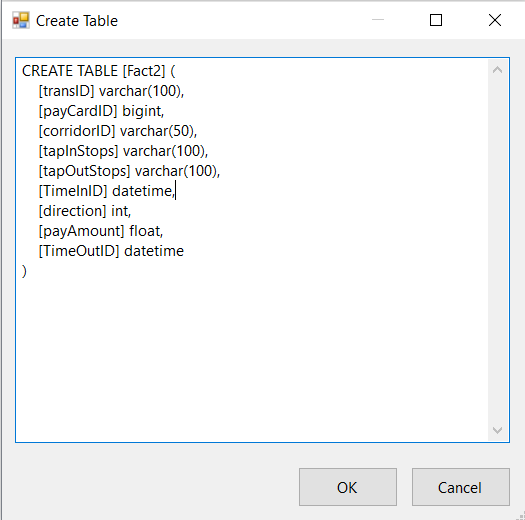 Create Table
CREATE TABLE [Fact2] (
    [transID] varchar(100),
    [payCardID] bigint,
    [corridorID] varchar(50),
    [tapInStops] varchar(100),
    [tapOutStops] varchar(100),
    [TimeInID] datetime,
    [direction] int,
    [payAmount] float,
    [TimeOutID] datetime
)
OK
Cancel